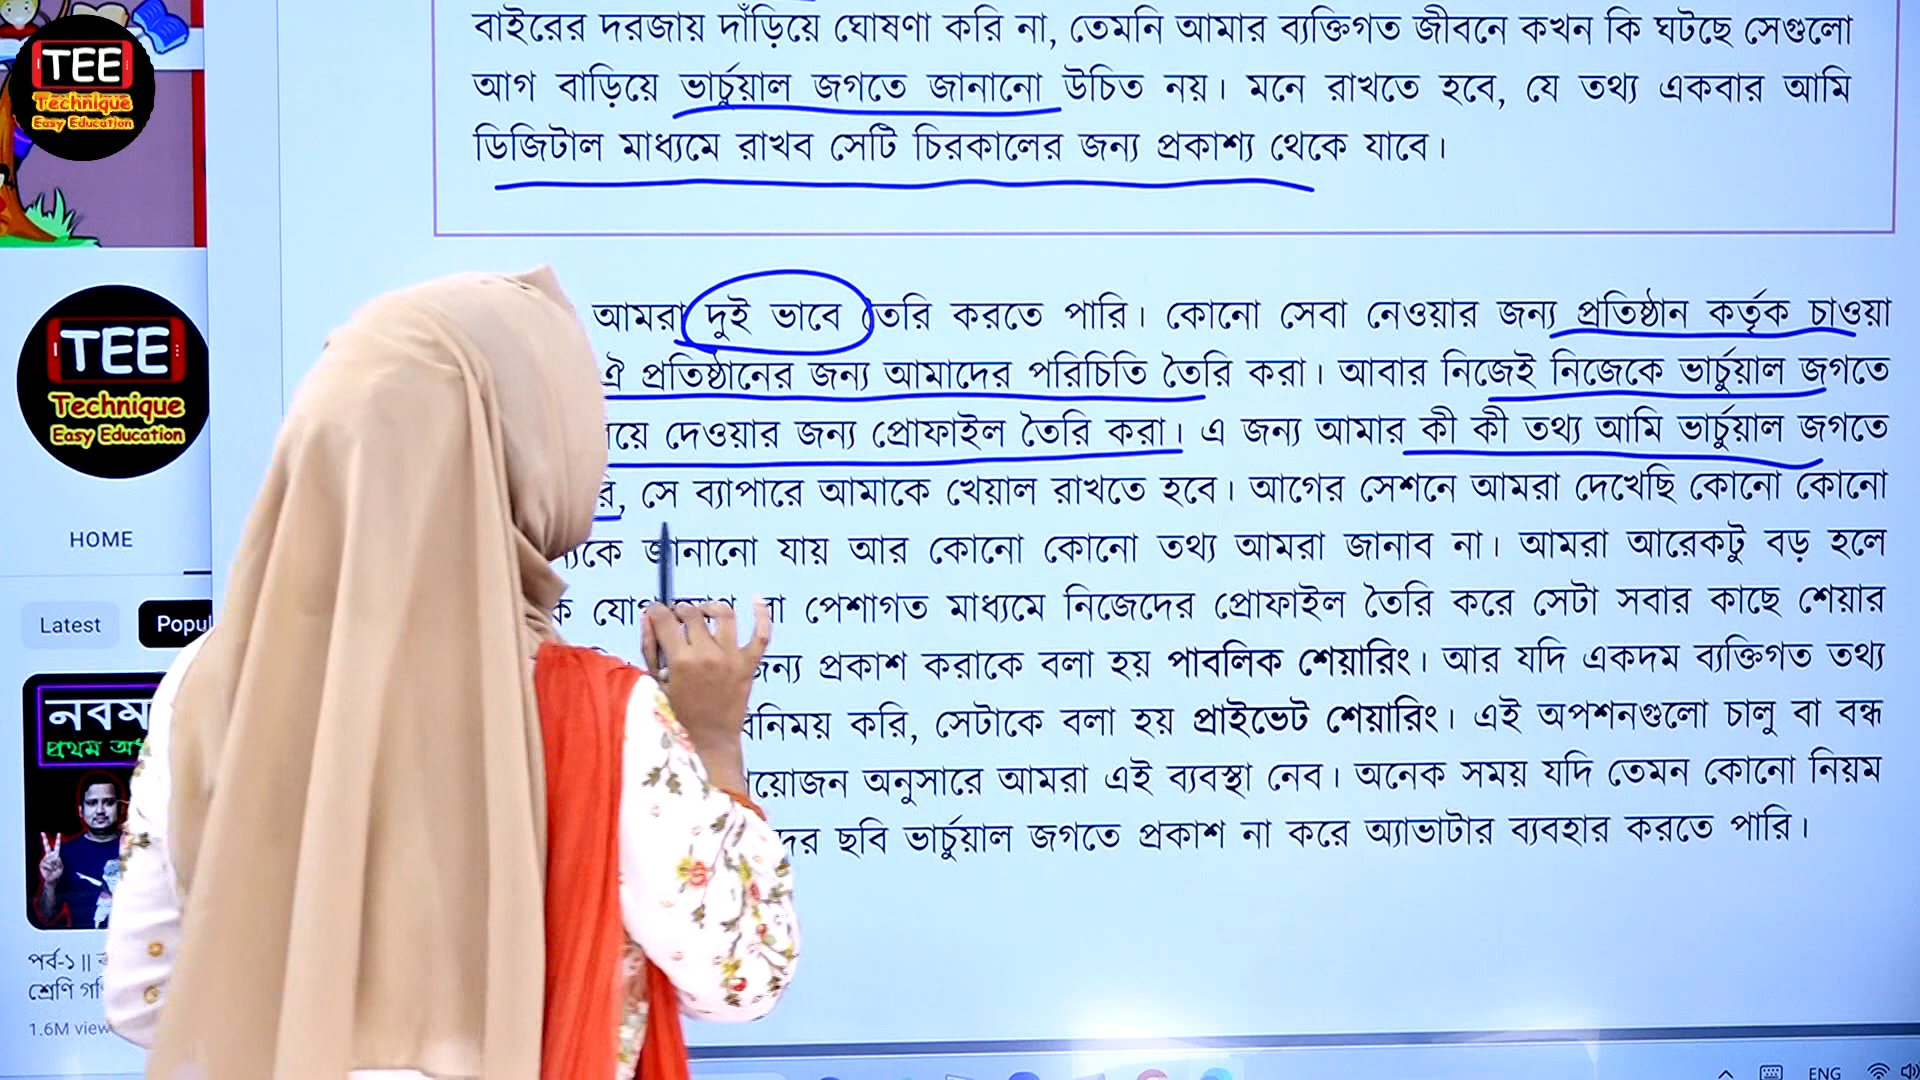 TEE
Technique
Easy Education
বাইরের দরজায় দাঁড়িয়ে ঘোষণা করি না, তেমনি আমার ব্যক্তিগত জীবনে কখন কি ঘটছে সেগুলো
আগ বাড়িয়ে ভার্চুয়াল জগতে জানানো উচিত নয়। মনে রাখতে হবে, যে তথ্য একবার আমি
ডিজিটাল মাধ্যমে রাখব সেটি চিরকালের জন্য প্রকাশ্য থেকে যাবে।
আমরা দুই ভাবে তৈরি করতে পারি। কোনো সেবা নেওয়ার জন্য প্রতিষ্ঠান কর্তৃক চাওয়া
ঐ প্রতিষ্ঠানের জন্য আমাদের পরিচিতি তৈরি করা। আবার নিজেই নিজেকে ভার্চুয়াল জগতে
দেওয়ার জন্য প্রোফাইল তৈরি করা। এ জন্য আমার কী কী তথ্য আমি ভার্চুয়াল জগতে
সে ব্যাপারে আমাকে খেয়াল রাখতে হবে। আগের সেশনে আমরা দেখেছি কোনো কোনো
জানানো যায় আর কোনো কোনো তথ্য আমরা জানাব না। আমরা আরেকটু বড় হলে
বা পেশাগত মাধ্যমে নিজেদের প্রোফাইল তৈরি করে সেটা সবার কাছে শেয়ার
জন্য প্রকাশ করাকে বলা হয় পাবলিক শেয়ারিং। আর যদি একদম ব্যক্তিগত তথ্য
করি, সেটাকে বলা হয় প্রাইভেট শেয়ারিং। এই অপশনগুলো চালু বা বন্ধ
অনুসারে আমরা এই ব্যবস্থা নেব। অনেক সময় যদি তেমন কোনো নিয়ম
ছবি ভার্চুয়াল জগতে প্রকাশ না করে অ্যাভাটার ব্যবহার করতে পারি।
TEE
Technique
Easy Education
HOME
Latest
Popul
নবম
প্রথম
পর্ব-১ ||
শ্রেণি
1.6M view
ENG